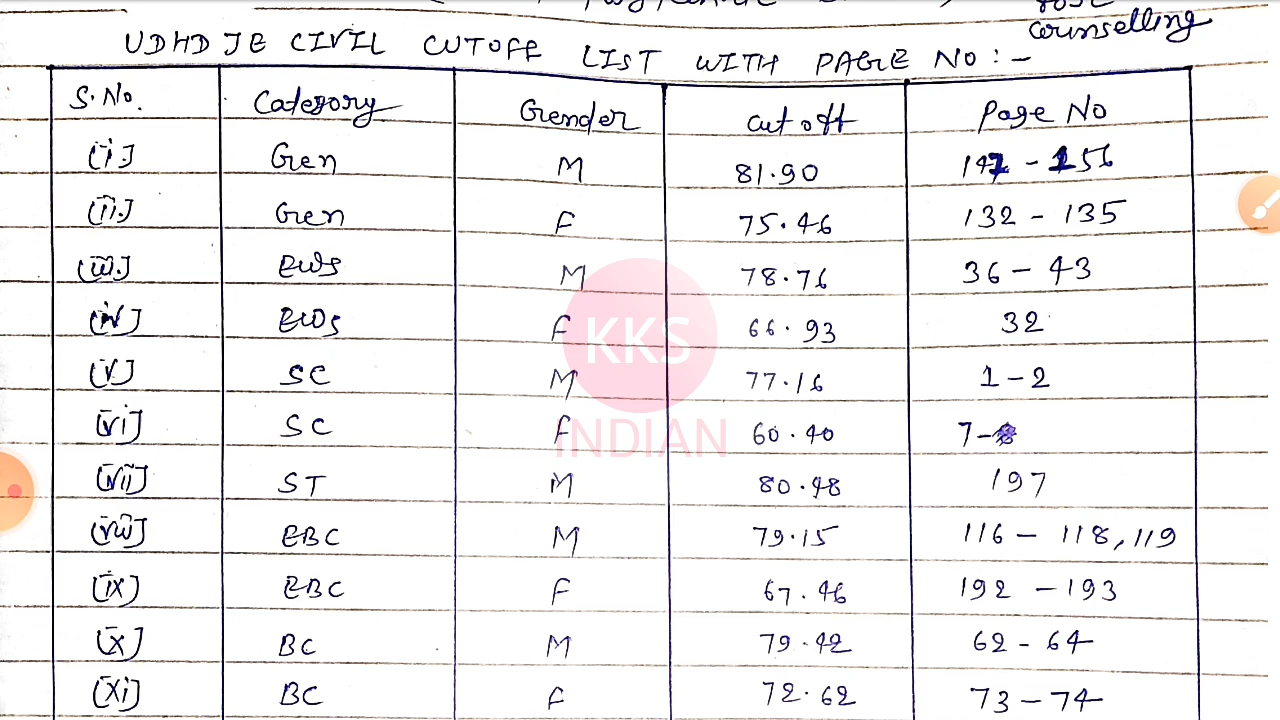 counselling
UDHD JE CIVIL CUTOFF LIST WITH PAGE NO:-
S.No. Category Gender Cut off Page No
(i) Gen M 81.90
(ii.) Gen F 75.46 132 - 135
(iii.) EWS M 78.76 36 - 43
(iv) EWS F 66.93 32
(v) SC M 77.16 1-2
(vi) SC F 60.40 7-
(vii) ST M 80.48 197
(viii) EBC M 79.15 116 - 118, 119
(ix) EBC F 67.46 192 - 193
(x) BC M 79.42 62 - 64
(xi) BC F 72.62 73 - 74
KKS
INDIAN